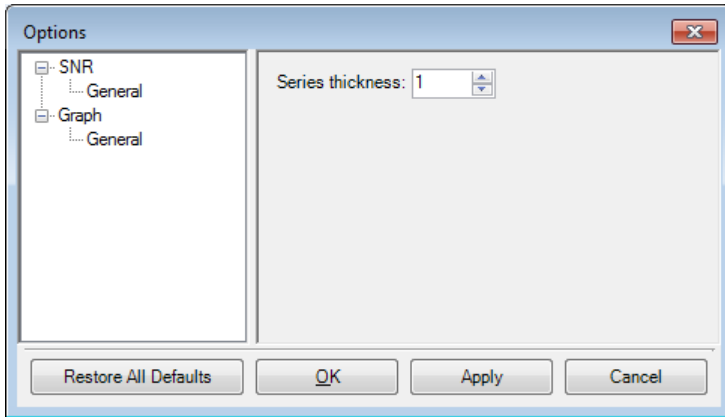 Options
SNR
General
Graph
General
Series thickness: 1
Restore All Defaults
OK
Apply
Cancel